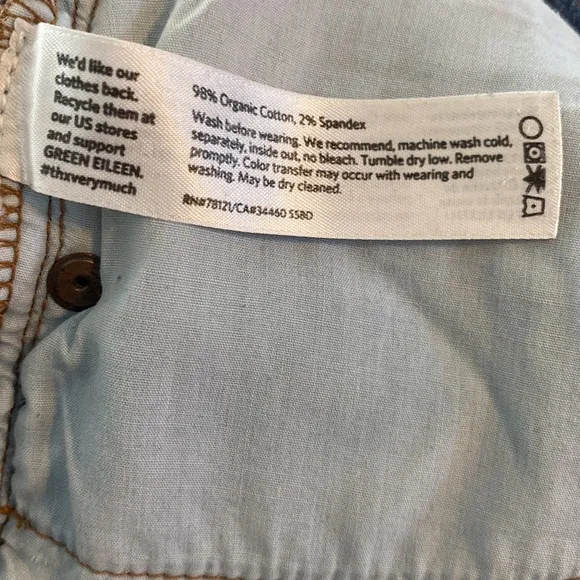 We'd like our
clothes back.
Recycle them at
our US stores
and support
GREEN EILEEN.
#thxverymuch
98% Organic Cotton, 2% Spandex
Wash before wearing. We recommend, machine wash cold,
separately, inside out, no bleach. Tumble dry low. Remove
promptly. Color transfer may occur with wearing and
washing. May be dry cleaned.
RN#78121/CA#34460 S5BD